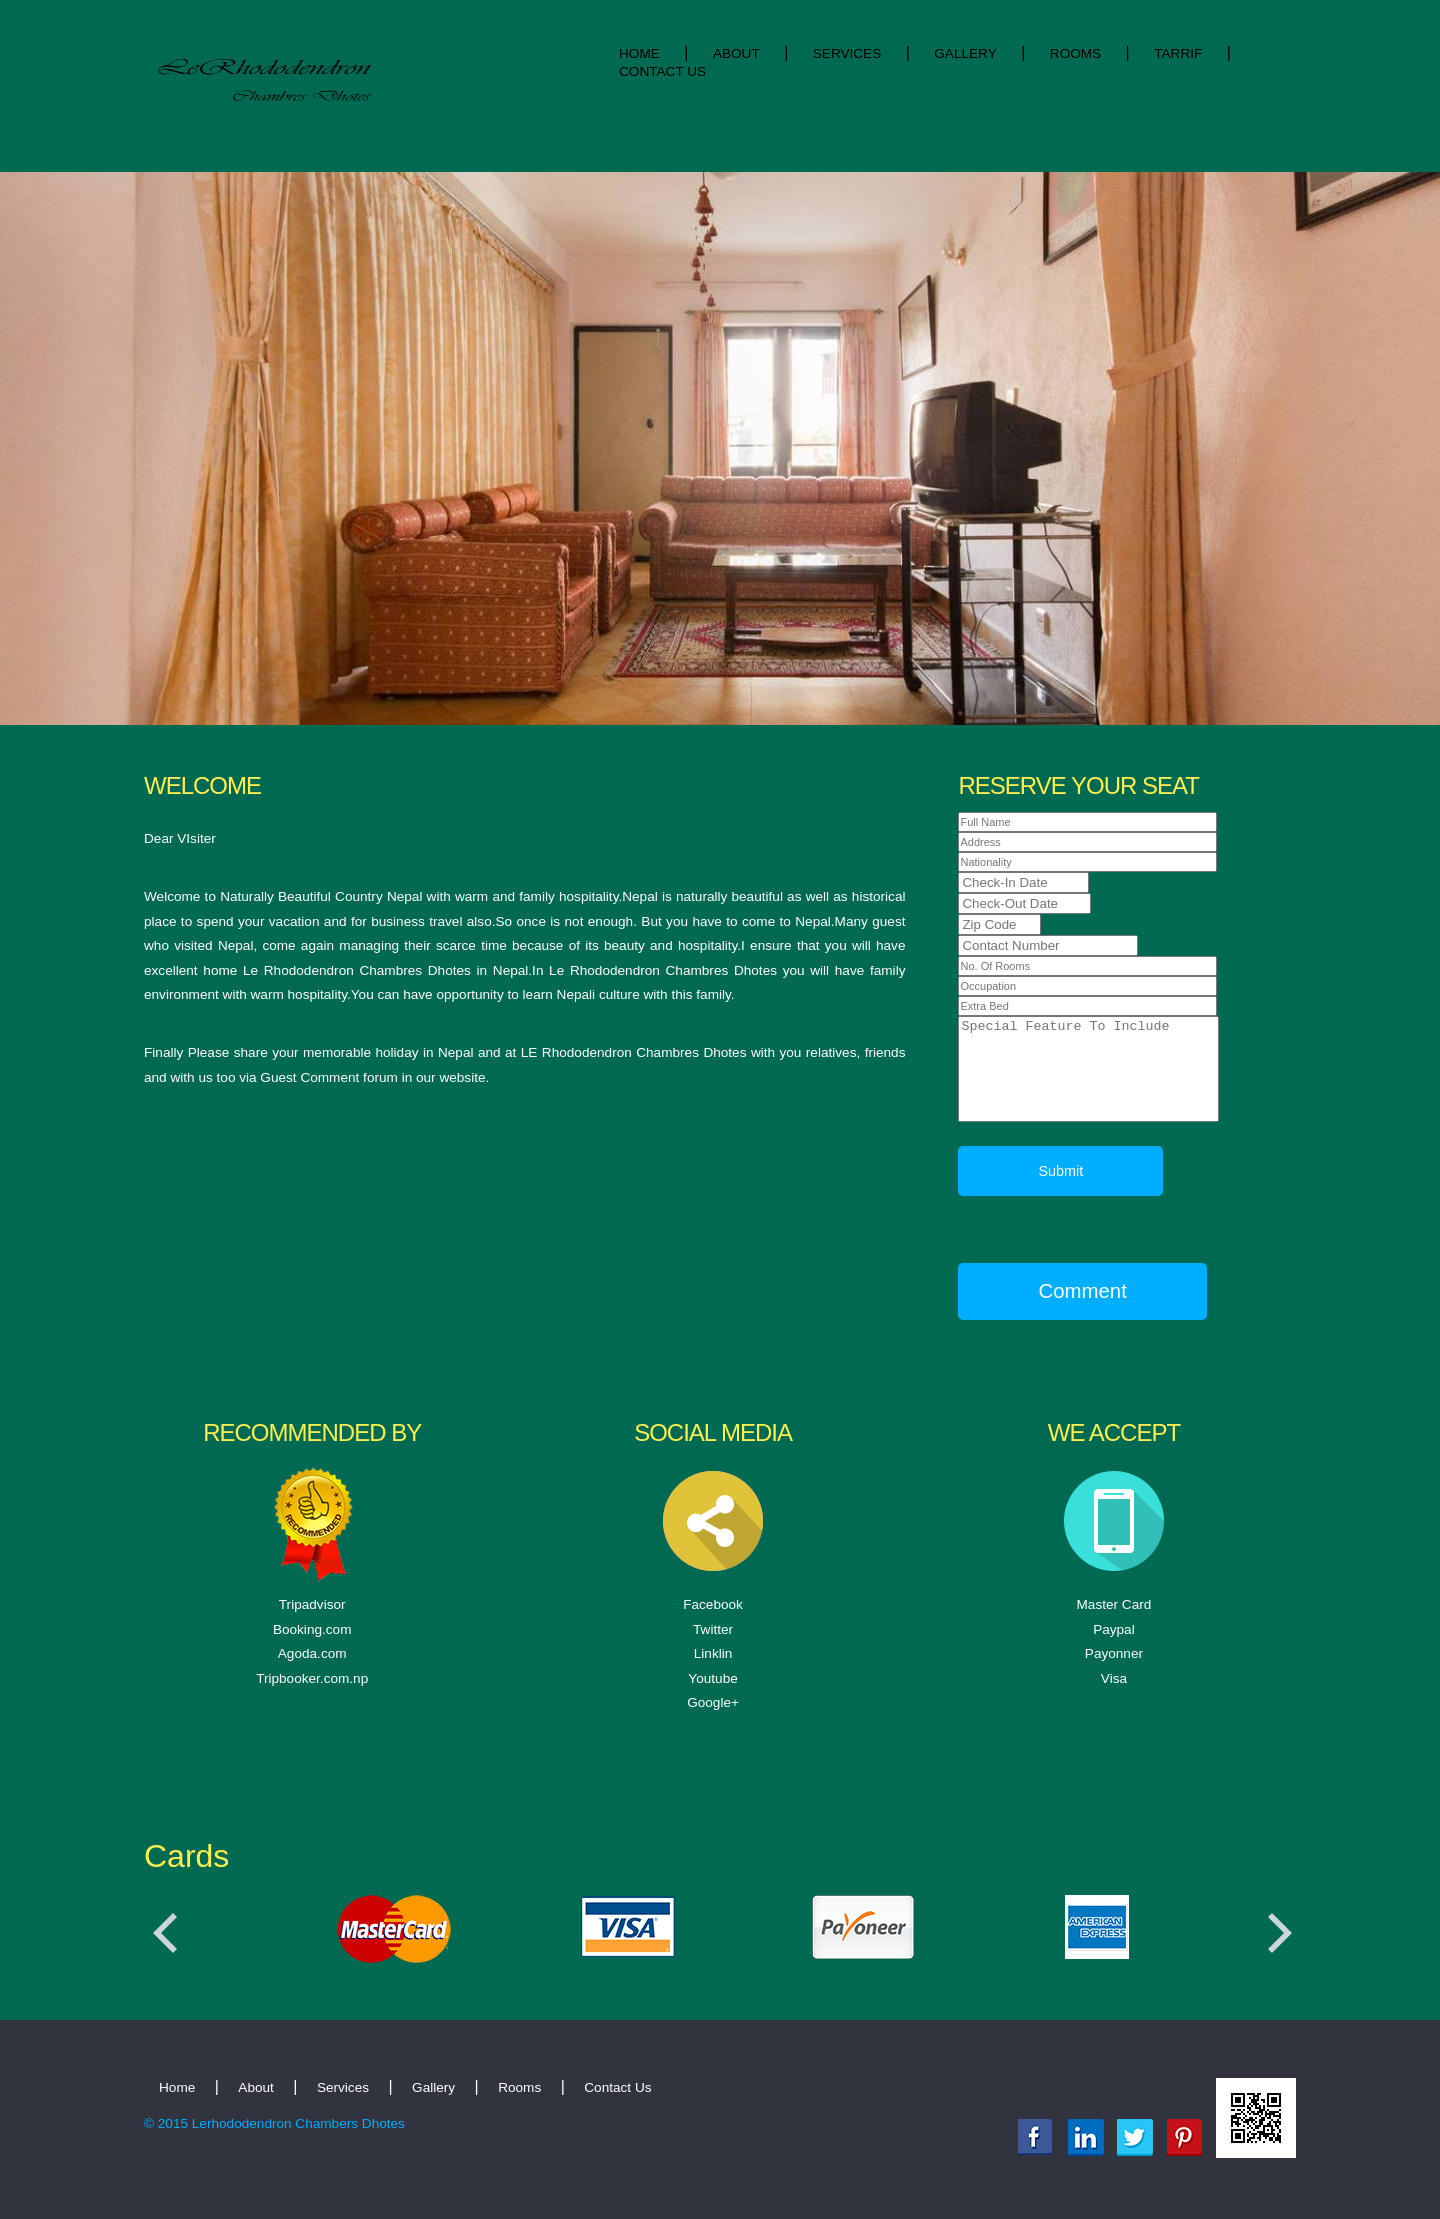 LeRhododendron
Chambres Dhotes
HOME | ABOUT | SERVICES | GALLERY | ROOMS | TARRIF |
CONTACT US
WELCOME
Dear VIsiter
Welcome to Naturally Beautiful Country Nepal with warm and family hospitality.Nepal is naturally beautiful as well as historical
place to spend your vacation and for business travel also.So once is not enough. But you have to come to Nepal.Many guest
who visited Nepal, come again managing their scarce time because of its beauty and hospitality.I ensure that you will have
excellent home Le Rhododendron Chambres Dhotes in Nepal.In Le Rhododendron Chambres Dhotes you will have family
environment with warm hospitality.You can have opportunity to learn Nepali culture with this family.
Finally Please share your memorable holiday in Nepal and at LE Rhododendron Chambres Dhotes with you relatives, friends
and with us too via Guest Comment forum in our website.
RESERVE YOUR SEAT
Full Name
Address
Nationality
Check-In Date
Check-Out Date
Zip Code
Contact Number
No. Of Rooms
Occupation
Extra Bed
Special Feature To Include
Submit
Comment
RECOMMENDED BY
RECOMMENDED
Tripadvisor
Booking.com
Agoda.com
Tripbooker.com.np
SOCIAL MEDIA
Facebook
Twitter
Linklin
Youtube
Google+
WE ACCEPT
Master Card
Paypal
Payonner
Visa
Cards
MasterCard
VISA
Payoneer
AMERICAN
EXPRESS
Home | About | Services | Gallery | Rooms | Contact Us
© 2015 Lerhododendron Chambers Dhotes
f
in